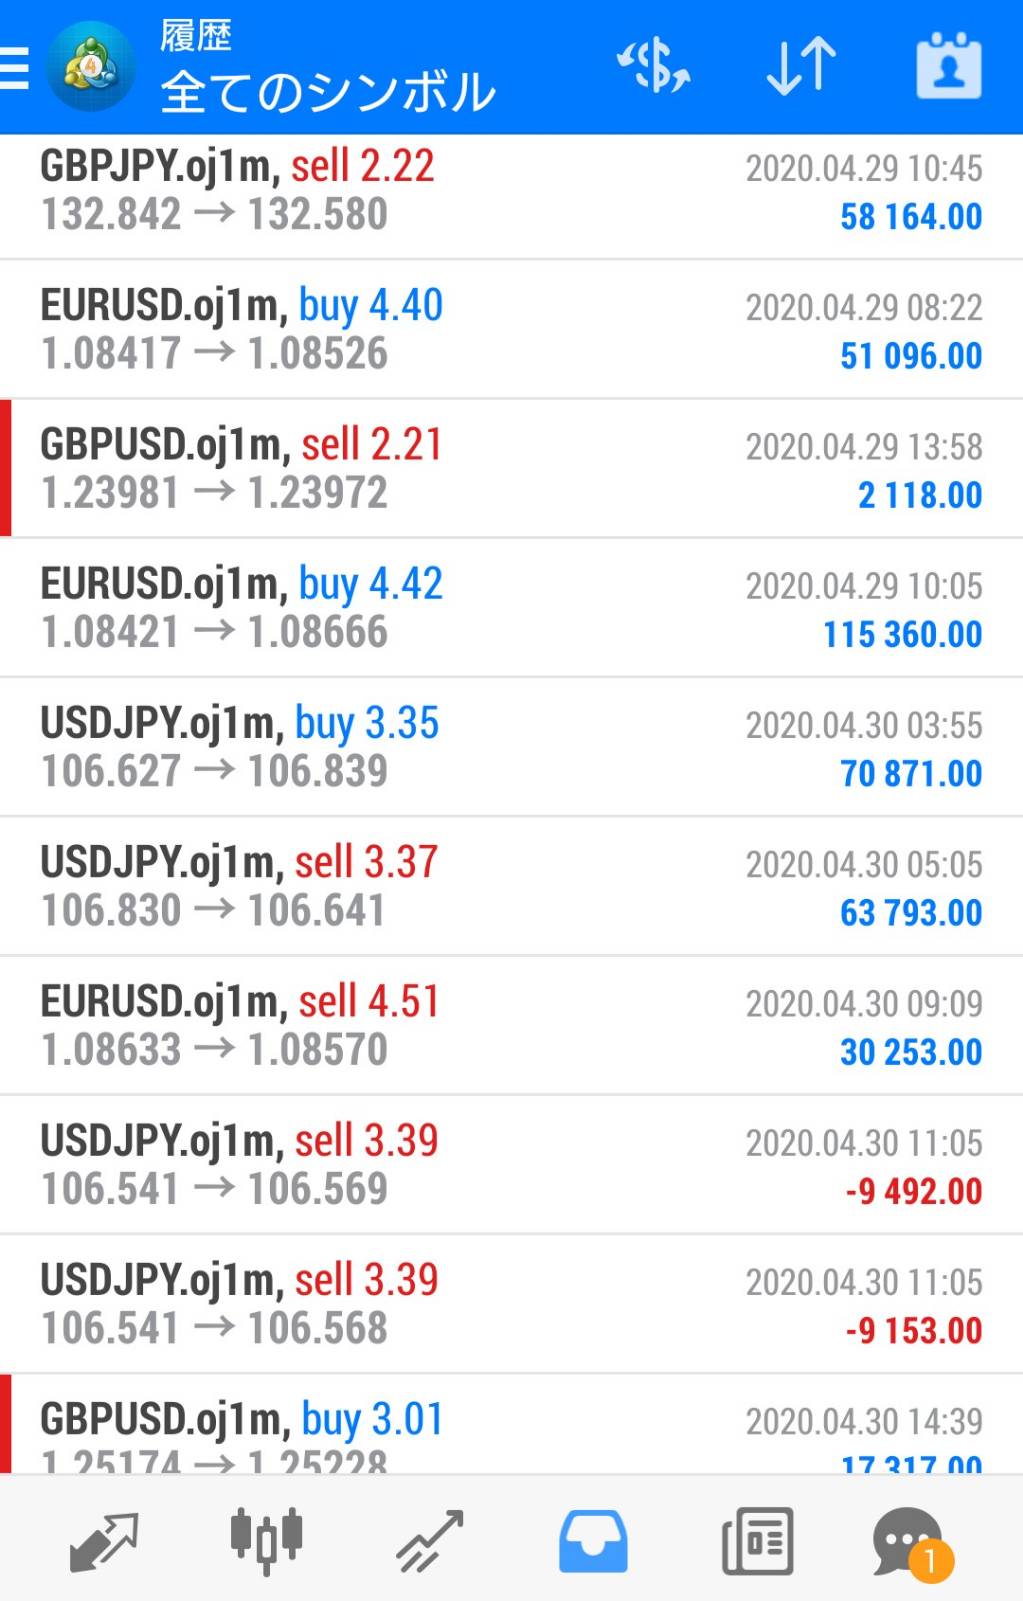 履歴
全てのシンボル
GBPJPY.oj1m, sell 2.22
2020.04.29 10:45
132.842 → 132.580
58 164.00
EURUSD.oj1m, buy 4.40
2020.04.29 08:22
1.08417 → 1.08526
51 096.00
GBPUSD.oj1m, sell 2.21
2020.04.29 13:58
1.23981 → 1.23972
2 118.00
EURUSD.oj1m, buy 4.42
2020.04.29 10:05
1.08421 → 1.08666
115 360.00
USDJPY.oj1m, buy 3.35
2020.04.30 03:55
106.627 → 106.839
70 871.00
USDJPY.oj1m, sell 3.37
2020.04.30 05:05
106.830 → 106.641
63 793.00
EURUSD.oj1m, sell 4.51
2020.04.30 09:09
1.08633 → 1.08570
30 253.00
USDJPY.oj1m, sell 3.39
2020.04.30 11:05
106.541 → 106.569
-9 492.00
USDJPY.oj1m, sell 3.39
2020.04.30 11:05
106.541 → 106.568
-9 153.00
GBPUSD.oj1m, buy 3.01
2020.04.30 14:39
1.25174 → 1.25228
17 317.00
1